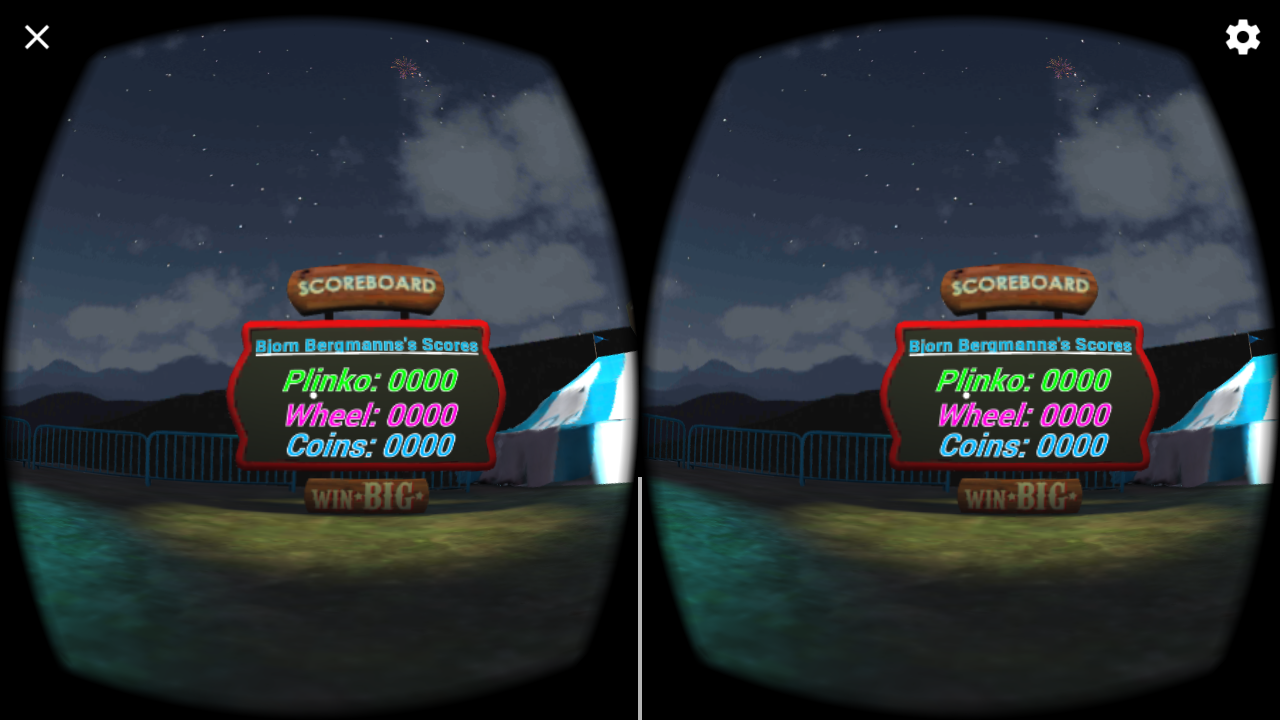 SCOREBOARD
Bjorn Bergmanns's Scores
Plinko: 0000
Wheel: 0000
Coins: 0000
WIN★BIG★
SCOREBOARD
Bjorn Bergmanns's Scores
Plinko: 0000
Wheel: 0000
Coins: 0000
WIN★BIG★